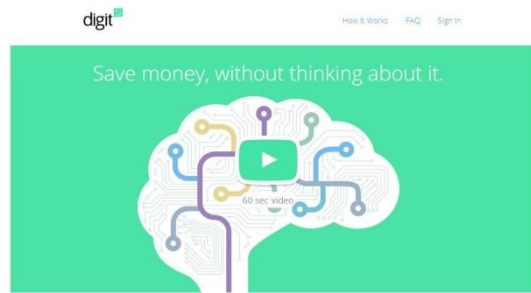 digit
How it Works FAQ Sign In
Save money, without thinking about it.
60 sec video